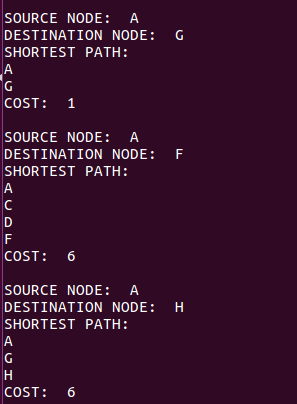 SOURCE NODE:  A
DESTINATION NODE:  G
SHORTEST PATH:
A
G
COST:  1
SOURCE NODE:  A
DESTINATION NODE:  F
SHORTEST PATH:
A
C
D
F
COST:  6
SOURCE NODE:  A
DESTINATION NODE:  H
SHORTEST PATH:
A
G
H
COST:  6